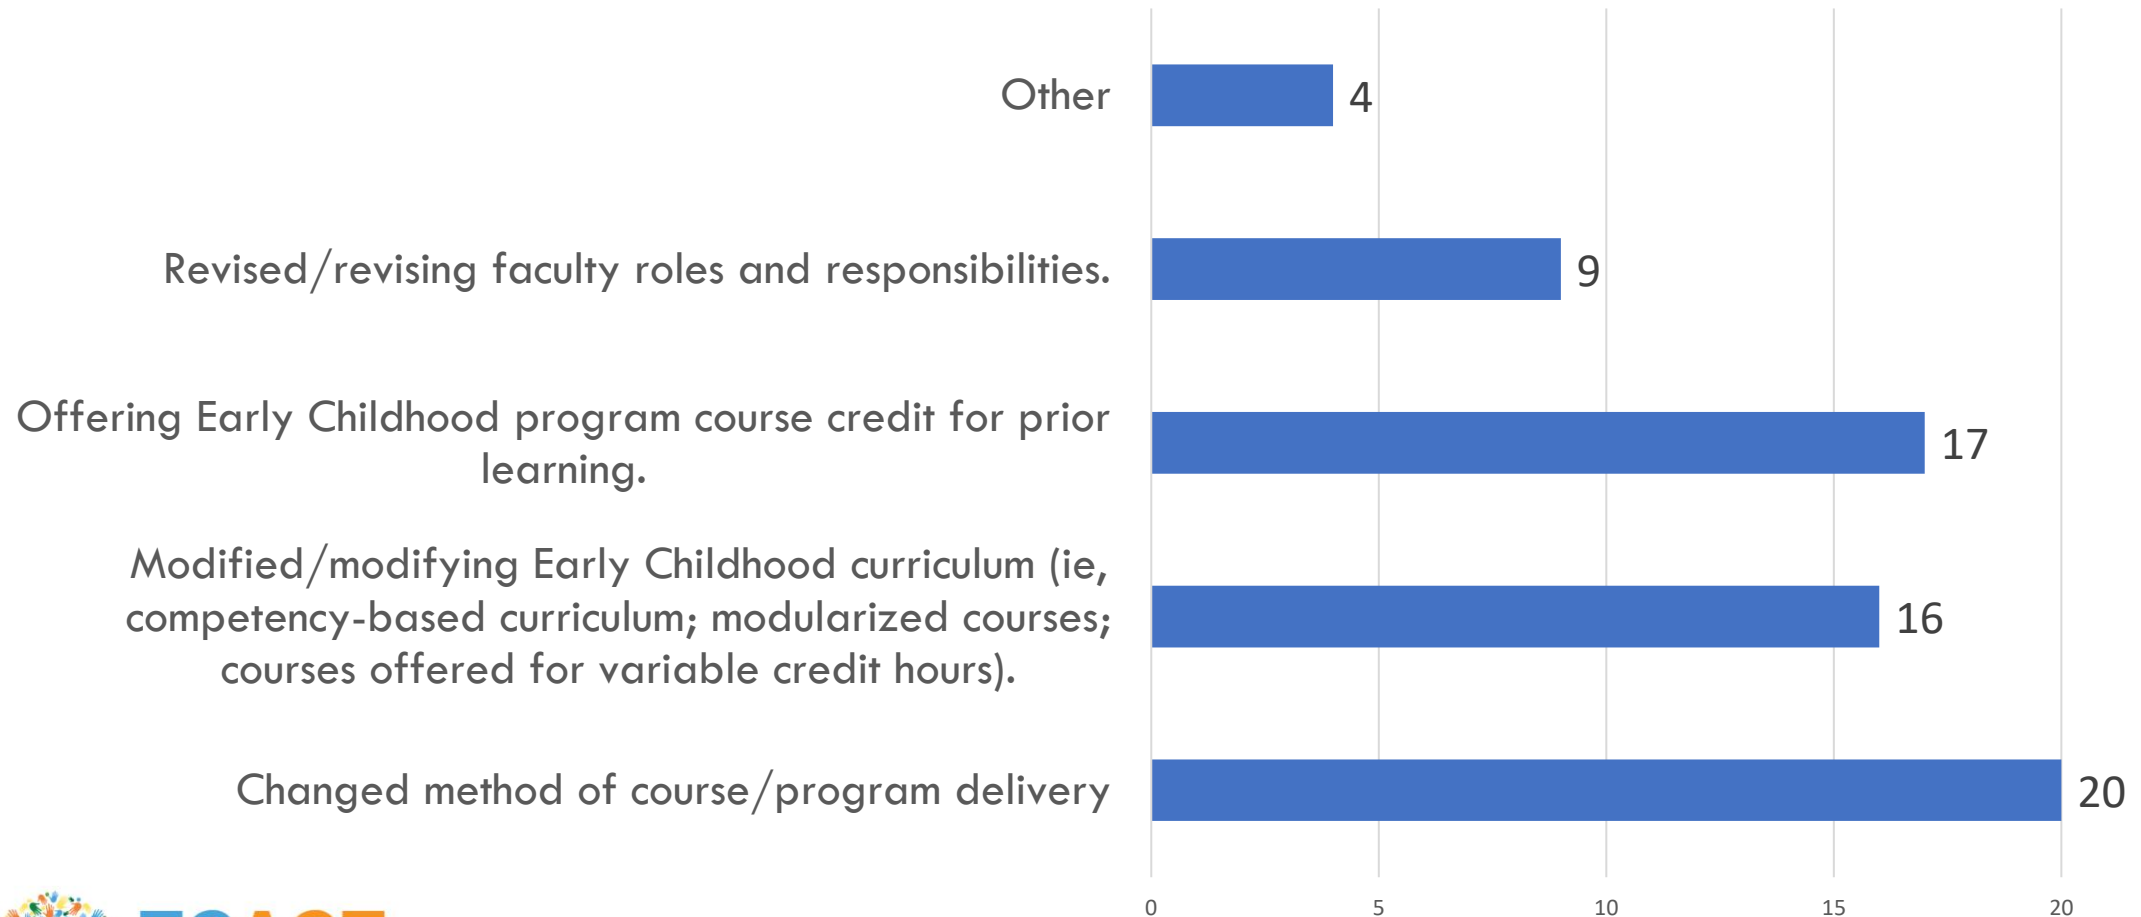 Other
4
Revised/revising faculty roles and responsibilities.
9
Offering Early Childhood program course credit for prior
learning.
17
Modified/modifying Early Childhood curriculum (ie,
competency-based curriculum; modularized courses;
courses offered for variable credit hours).
16
Changed method of course/program delivery
20
0 5 10 15 20